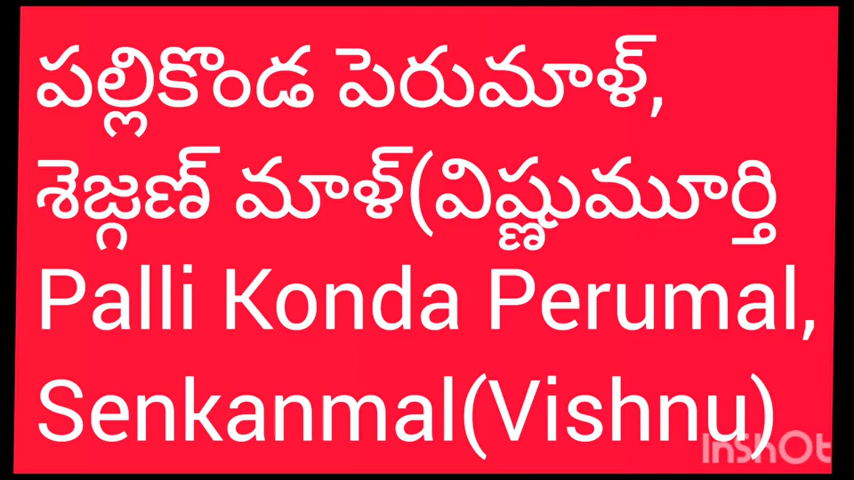 పల్లికొండ పెరుమాళ్,
శెజ్గణ్ మాళ్(విష్ణుమూర్తి
Palli Konda Perumal,
Senkanmal(Vishnu)
InShOt